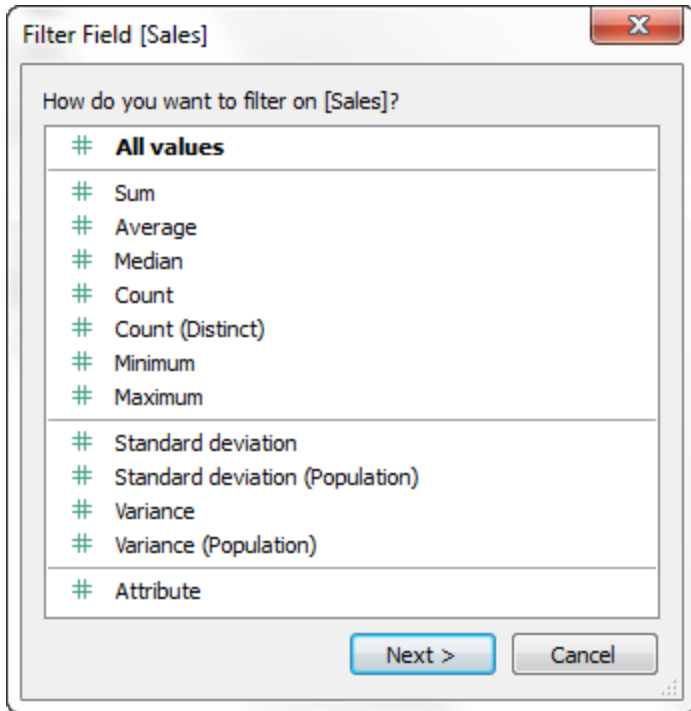 Filter Field [Sales]
How do you want to filter on [Sales]?
# All values
# Sum
# Average
# Median
# Count
# Count (Distinct)
# Minimum
# Maximum
# Standard deviation
# Standard deviation (Population)
# Variance
# Variance (Population)
# Attribute
Next > Cancel